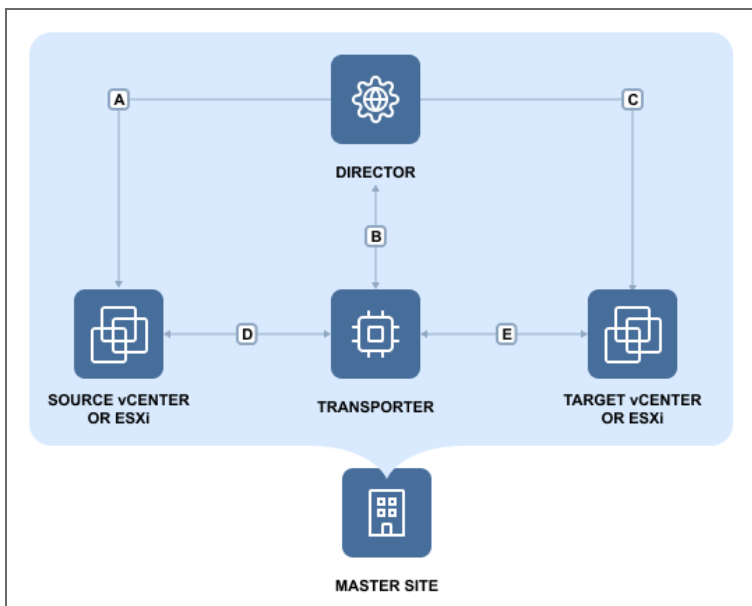 A
C
DIRECTOR
B
D
E
SOURCE vCENTER
OR ESXi
TRANSPORTER
TARGET vCENTER
OR ESXi
MASTER SITE